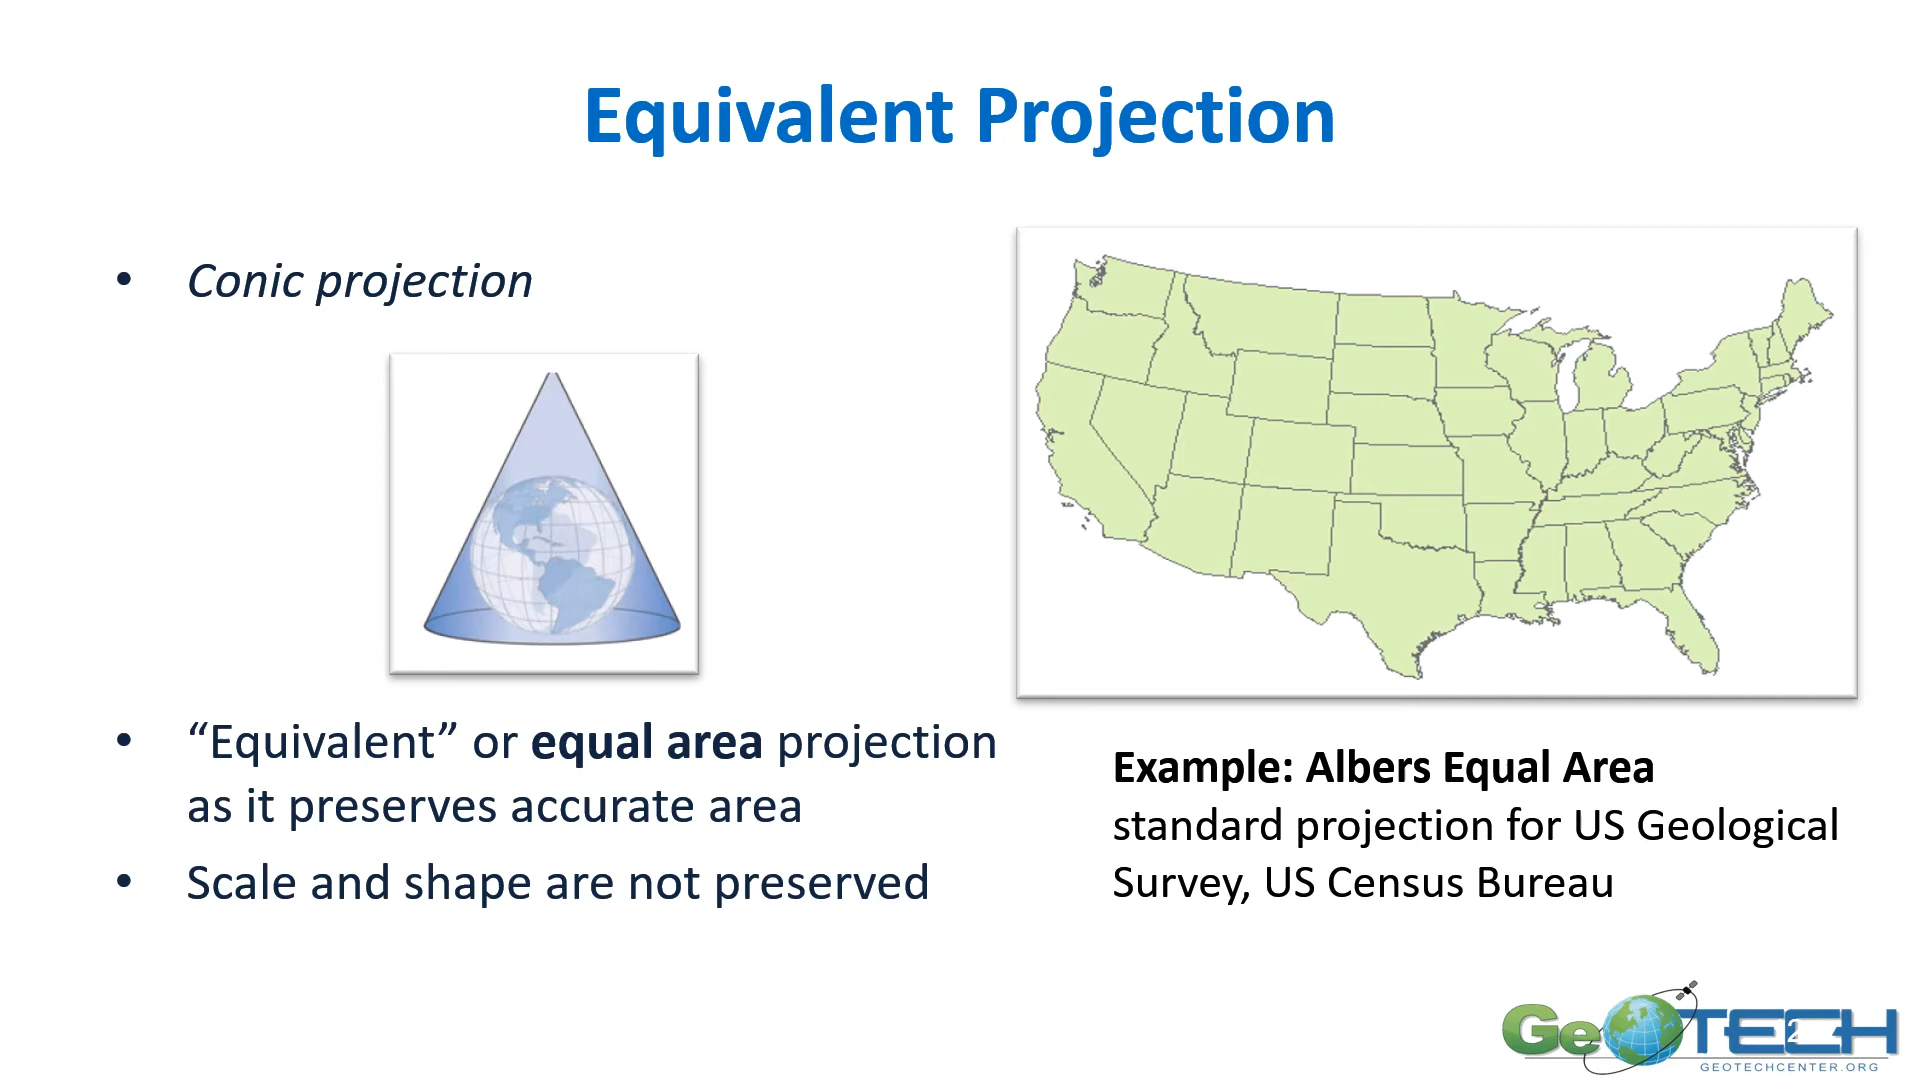 Equivalent Projection
• Conic projection
• “Equivalent” or equal area projection
as it preserves accurate area
• Scale and shape are not preserved
Example: Albers Equal Area
standard projection for US Geological
Survey, US Census Bureau
GeoTECH
GEOTECHCENTER.ORG